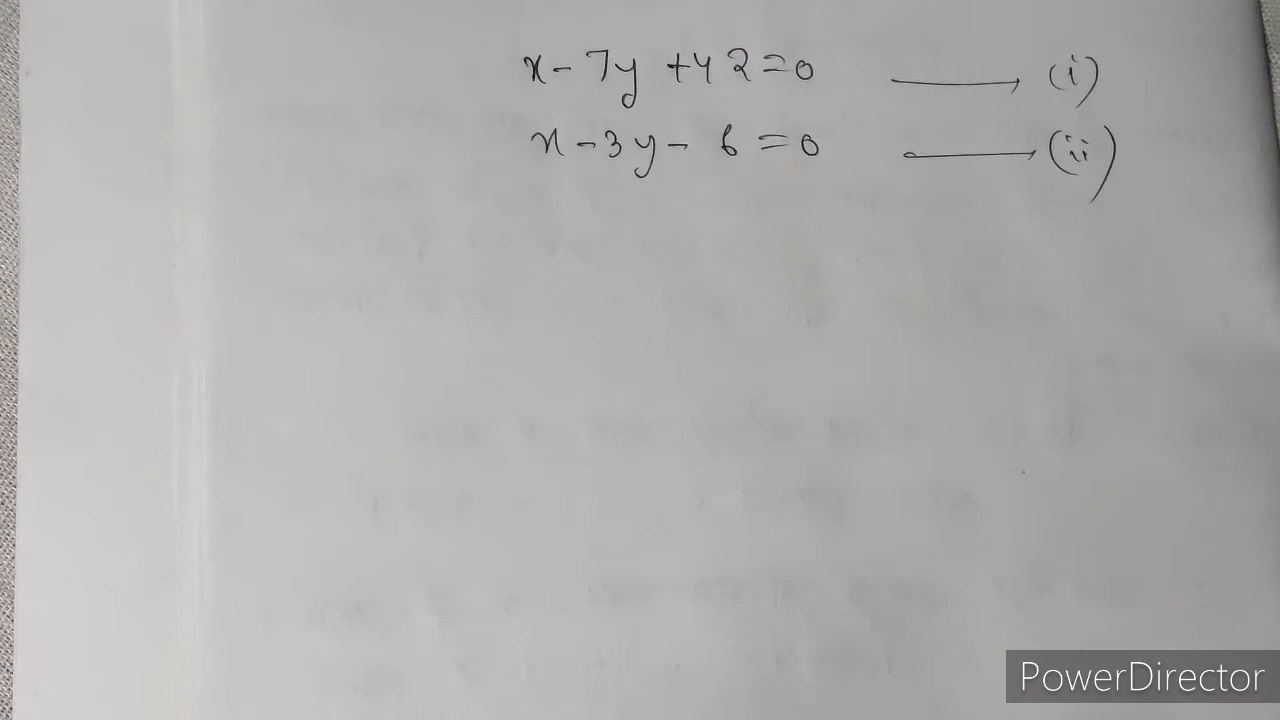 x - 7y + 42 = 0 ⟶ (i)
x - 3y - 6 = 0 ⟶ (ii)
PowerDirector